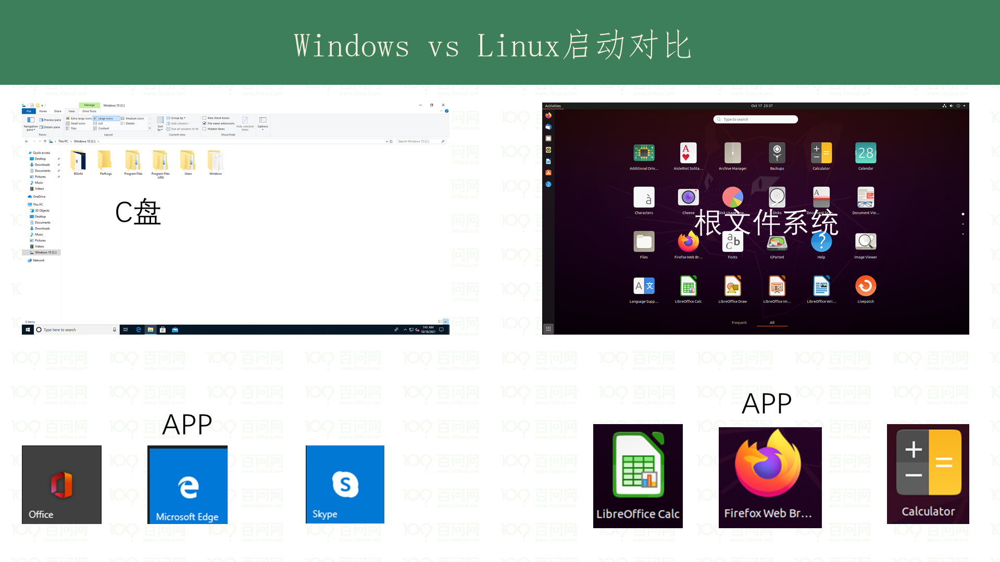 Windows vs Linux启动对比
Manage
Windows 10 (C:)
File
Home
Share
View
Drive Tools
Navigation pane
Preview pane
Details pane
Panes
Extra large icons
Large icons
Medium icons
Small icons
List
Details
Tiles
Content
Layout
Sort by
Group by
Add columns
Size all columns to fit
Current view
Item check boxes
File name extensions
Hidden items
Hide selected items
Show/hide
Options
This PC
Windows 10 (C:)
Search Windows 10 (C:)
Quick access
Desktop
Downloads
Documents
Pictures
Music
Videos
OneDrive
This PC
3D Objects
Desktop
Documents
Downloads
Music
Pictures
Videos
Windows 10 (C:)
Network
BGinfo
PerfLogs
Program Files
Program Files (x86)
Users
Windows
C盘
6 items
Type here to search
7:41 AM
10/18/2021
Activities
Oct 17 23:37
Type to search
Additional Driv...
AisleRiot Solita...
Archive Manager
Backups
Calculator
28
Calendar
Characters
Cheese
Disk Usage Ana...
Disks
Document Scan...
Document Vie...
根文件系统
Files
Firefox Web Br...
Fonts
GParted
Help
Image Viewer
Language Supp...
LibreOffice Calc
LibreOffice Draw
LibreOffice Im...
LibreOffice Wri...
Livepatch
Frequent
All
APP
Office
Microsoft Edge
Skype
APP
LibreOffice Calc
Firefox Web Br...
Calculator
百问网
www.100ask.net